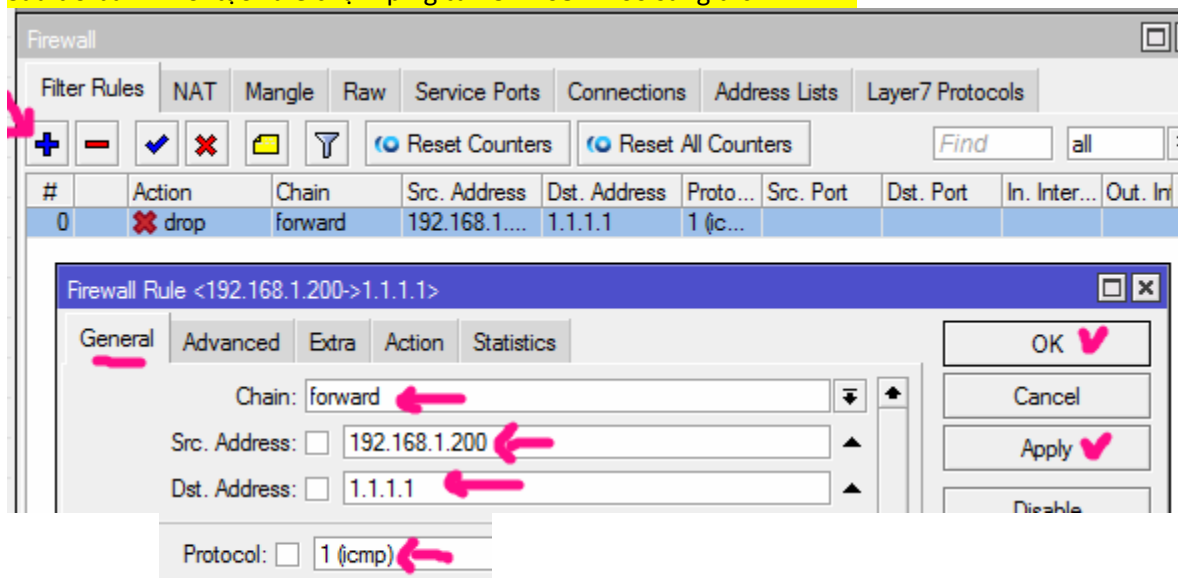 Firewall
Filter Rules NAT Mangle Raw Service Ports Connections Address Lists Layer7 Protocols
Reset Counters Reset All Counters Find all
# Action Chain Src. Address Dst. Address Proto... Src. Port Dst. Port In. Inter... Out. In
0 drop forward 192.168.1.... 1.1.1.1 1 (ic...
Firewall Rule <192.168.1.200->1.1.1.1>
General Advanced Extra Action Statistics
OK
Chain: forward
Cancel
Src. Address: 192.168.1.200
Apply
Dst. Address: 1.1.1.1
Disable
Protocol: 1 (icmp)